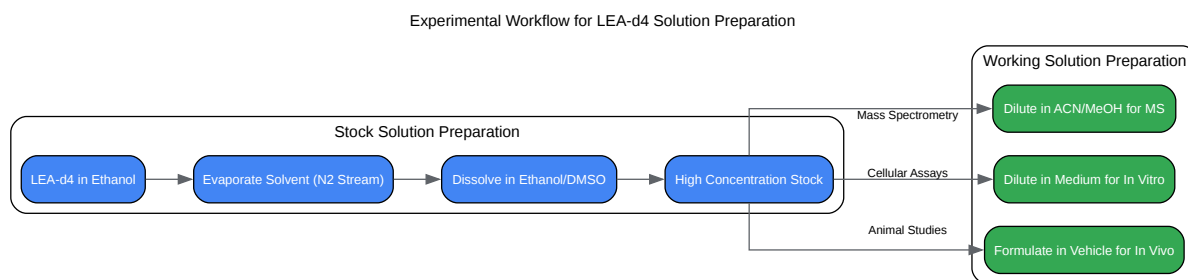 Experimental Workflow for LEA-d4 Solution Preparation
Working Solution Preparation
Dilute in ACN/MeOH for MS
Mass Spectrometry
Stock Solution Preparation
LEA-d4 in Ethanol
Evaporate Solvent (N2 Stream)
Dissolve in Ethanol/DMSO
High Concentration Stock
Cellular Assays
Dilute in Medium for In Vitro
Animal Studies
Formulate in Vehicle for In Vivo